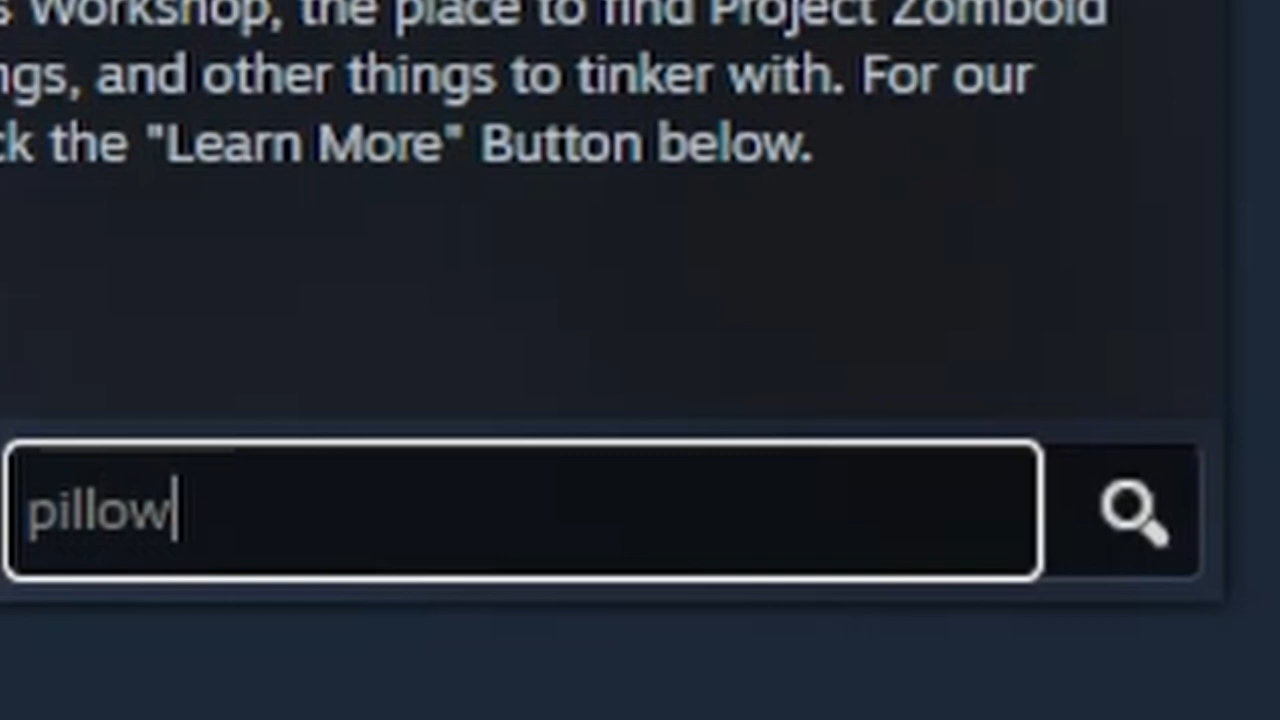 s Workshop, the place to find Project Zomboid
ngs, and other things to tinker with. For our
ck the "Learn More" Button below.
pillow